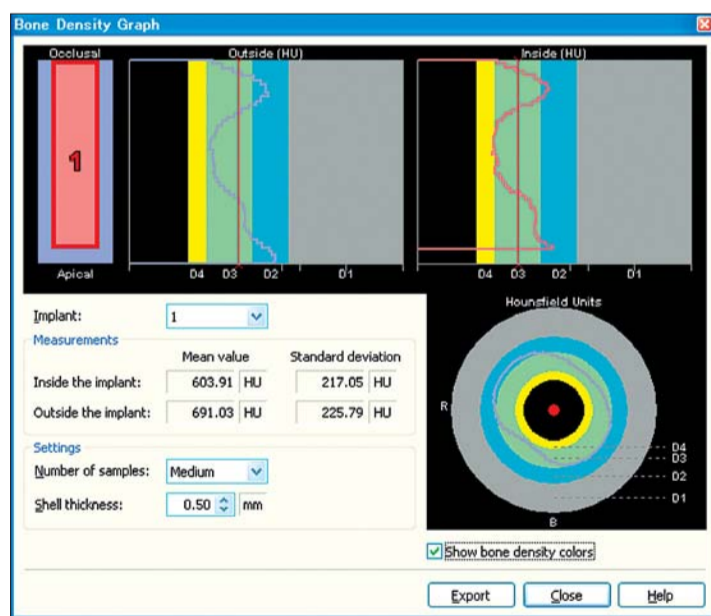 Bone Density Graph
Occlusal
1
Apical
Outside (HU)
D4 D3 D2 D1
Inside (HU)
D4 D3 D2 D1
Implant: 1
Measurements
Mean value Standard deviation
Inside the implant: 603.91 HU 217.05 HU
Outside the implant: 691.03 HU 225.79 HU
Settings
Number of samples: Medium
Shell thickness: 0.50 mm
Hounsfield Units
R
D4
D3
D2
D1
B
Show bone density colors
Export Close Help